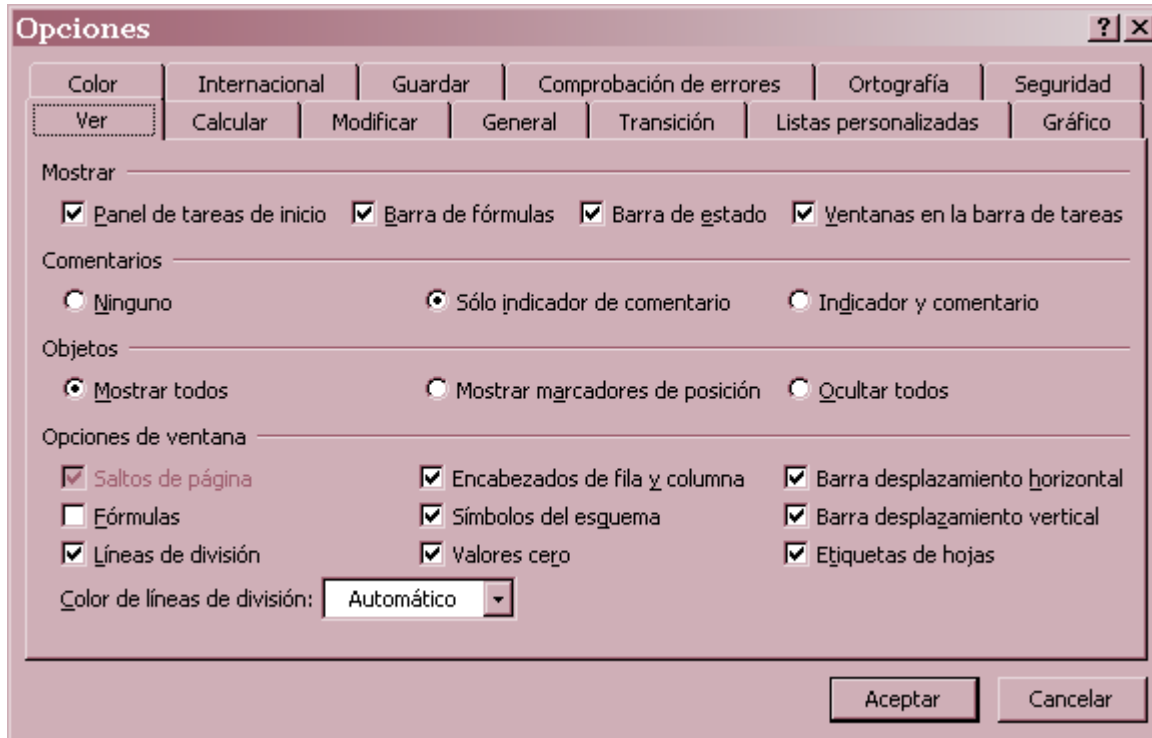 Opciones
Color Internacional Guardar Comprobación de errores Ortografía Seguridad
Ver Calcular Modificar General Transición Listas personalizadas Gráfico
Mostrar
Panel de tareas de inicio Barra de fórmulas Barra de estado Ventanas en la barra de tareas
Comentarios
Ninguno Sólo indicador de comentario Indicador y comentario
Objetos
Mostrar todos Mostrar marcadores de posición Ocultar todos
Opciones de ventana
Saltos de página Encabezados de fila y columna Barra desplazamiento horizontal
Fórmulas Símbolos del esquema Barra desplazamiento vertical
Líneas de división Valores cero Etiquetas de hojas
Color de líneas de división: Automático
Aceptar Cancelar